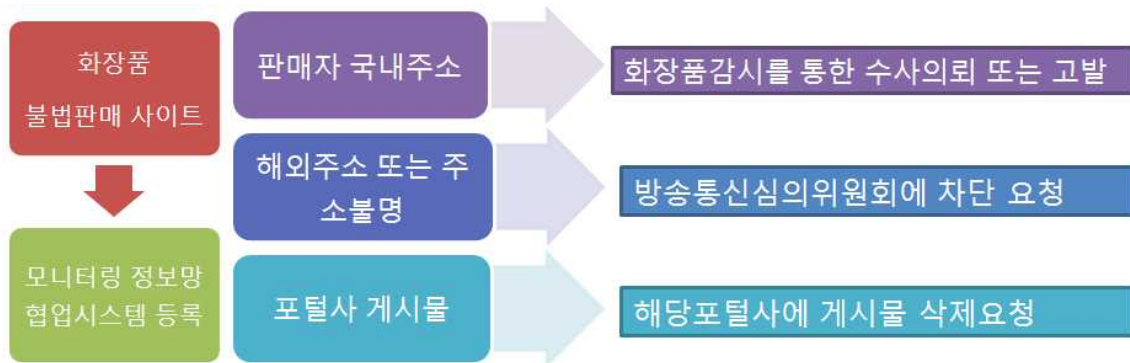 화장품
불법판매 사이트
모니터링 정보망
협업시스템 등록
판매자 국내주소
화장품감시를 통한 수사의뢰 또는 고발
해외주소 또는 주
소불명
방송통신심의위원회에 차단 요청
포털사 게시물
해당포털사에 게시물 삭제요청